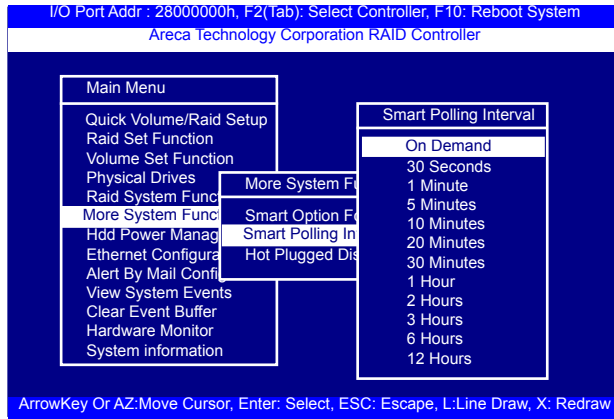 I/O Port Addr : 28000000h, F2(Tab): Select Controller, F10: Reboot System
Areca Technology Corporation RAID Controller
Main Menu
Quick Volume/Raid Setup
Raid Set Function
Volume Set Function
Physical Drives
Raid System Func
More System Func
Hdd Power Manag
Ethernet Configura
Alert By Mail Confi
View System Events
Clear Event Buffer
Hardware Monitor
System information
More System Fu
Smart Option Fo
Smart Polling In
Hot Plugged Dis
Smart Polling Interval
On Demand
30 Seconds
1 Minute
5 Minutes
10 Minutes
20 Minutes
30 Minutes
1 Hour
2 Hours
3 Hours
6 Hours
12 Hours
ArrowKey Or AZ:Move Cursor, Enter: Select, ESC: Escape, L:Line Draw, X: Redraw